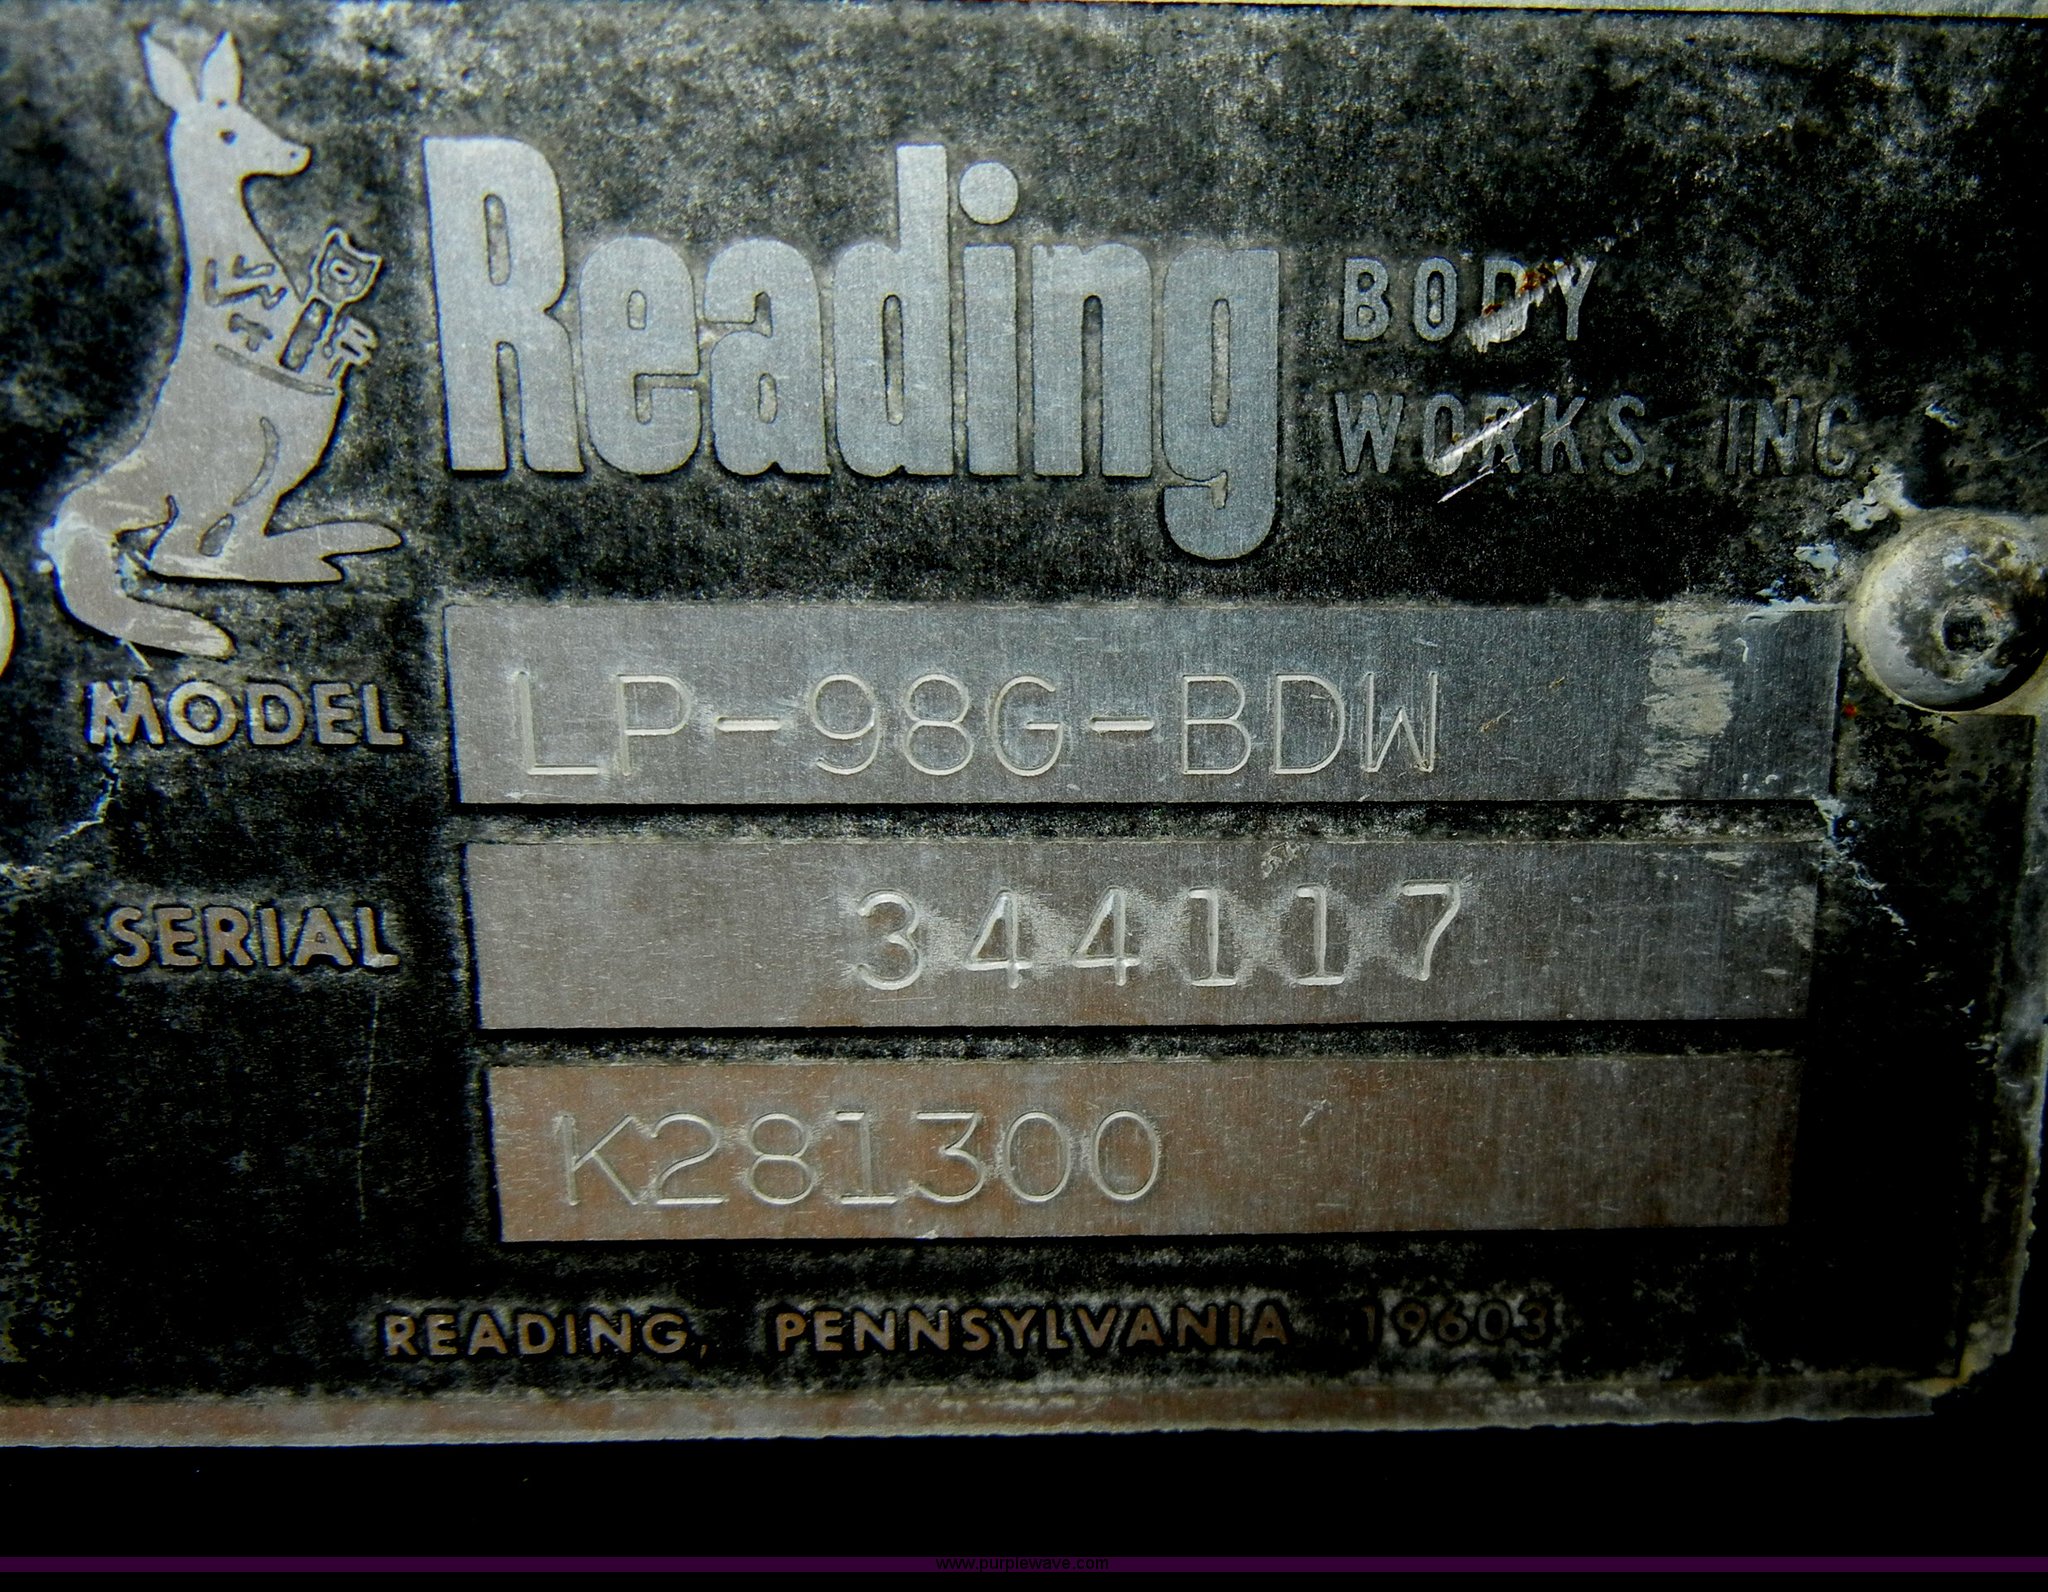 Reading BODY
WORKS, INC.
MODEL LP-98G-BDW
SERIAL 344117
K281300
READING, PENNSYLVANIA 19603
www.purplewave.com